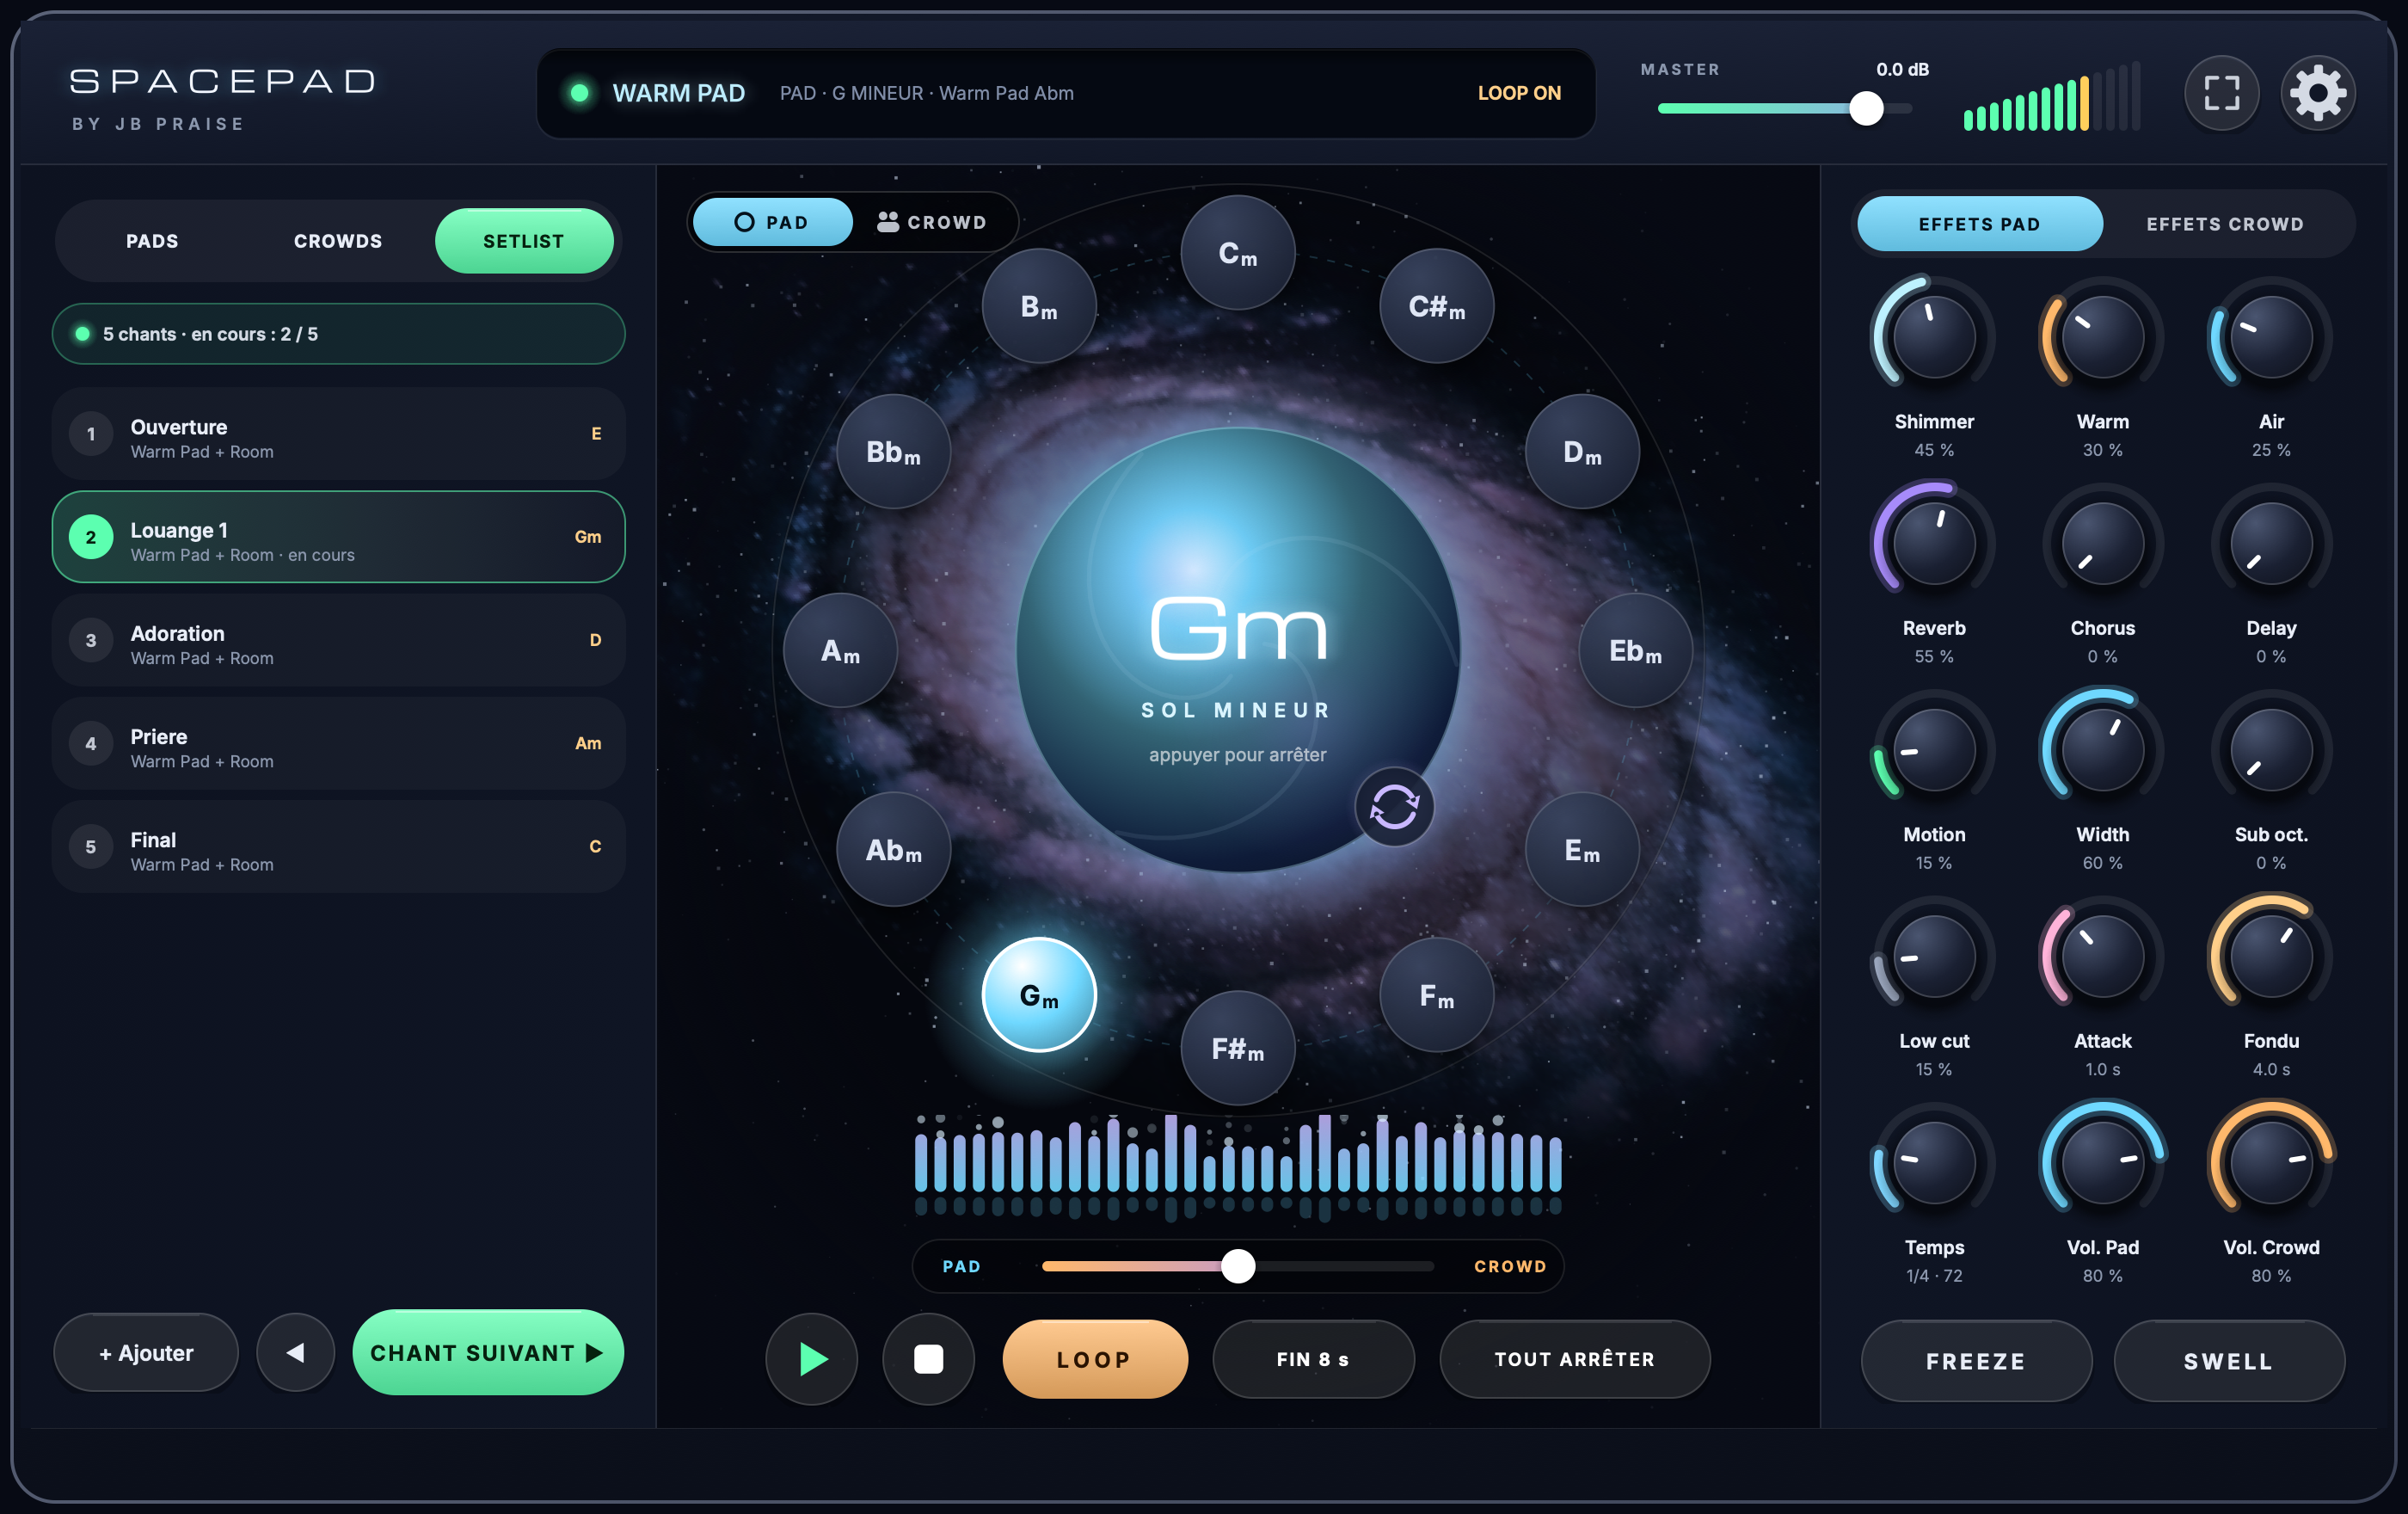 SPACEPAD
BY JB PRAISE
WARM PAD
PAD · G MINEUR · Warm Pad Abm
LOOP ON
MASTER
0.0 dB
PADS
CROWDS
SETLIST
5 chants · en cours : 2 / 5
1
Ouverture
Warm Pad + Room
E
2
Louange 1
Warm Pad + Room · en cours
Gm
3
Adoration
Warm Pad + Room
D
4
Priere
Warm Pad + Room
Am
5
Final
Warm Pad + Room
C
+ Ajouter
CHANT SUIVANT
PAD
CROWD
Cm
C#m
Dm
Ebm
Em
Fm
F#m
Gm
Abm
Am
Bbm
Bm
Gm
SOL MINEUR
appuyer pour arrêter
PAD
CROWD
LOOP
FIN 8 s
TOUT ARRÊTER
EFFETS PAD
EFFETS CROWD
Shimmer
45 %
Warm
30 %
Air
25 %
Reverb
55 %
Chorus
0 %
Delay
0 %
Motion
15 %
Width
60 %
Sub oct.
0 %
Low cut
15 %
Attack
1.0 s
Fondu
4.0 s
Temps
1/4 · 72
Vol. Pad
80 %
Vol. Crowd
80 %
FREEZE
SWELL